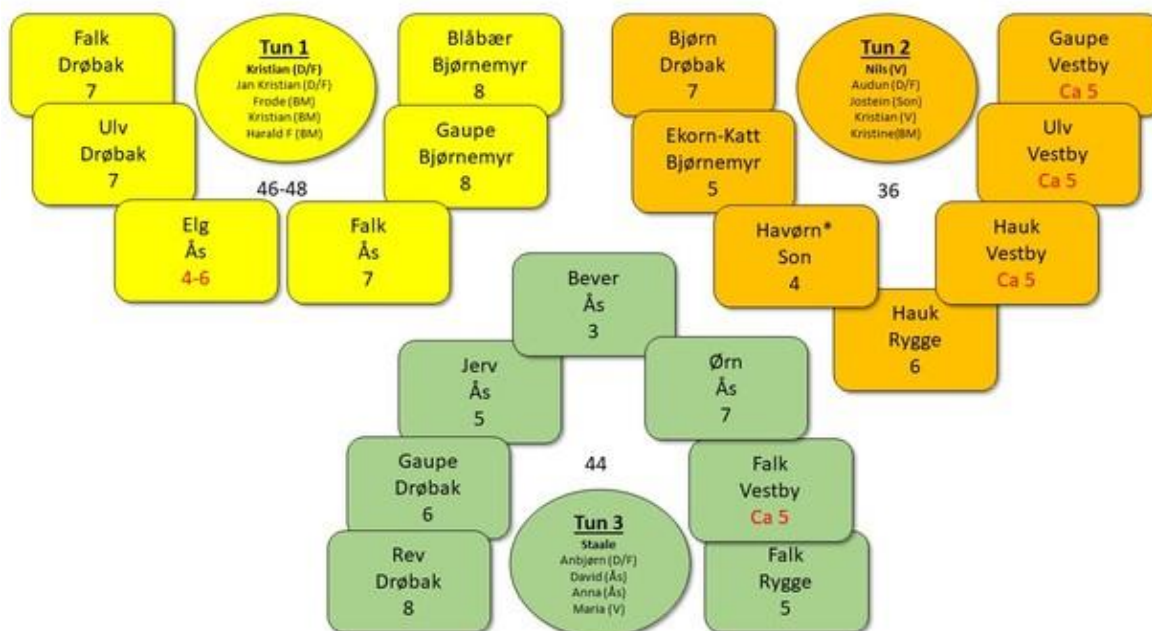 Falk
Drøbak
7
Ulv
Drøbak
7
Elg
Ås
4-6
Tun 1
Kristian (D/F)
Jan Kristian (D/F)
Frode (BM)
Kristian (BM)
Harald F (BM)
46-48
Blåbær
Bjørnemyr
8
Gaupe
Bjørnemyr
8
Falk
Ås
7
Bjørn
Drøbak
7
Ekorn-Katt
Bjørnemyr
5
Havørn*
Son
4
Tun 2
Nils (V)
Audun (D/F)
Jostein (Son)
Kristian (V)
Kristine(BM)
36
Gaupe
Vestby
Ca 5
Ulv
Vestby
Ca 5
Hauk
Vestby
Ca 5
Hauk
Rygge
6
Bever
Ås
3
Jerv
Ås
5
Gaupe
Drøbak
6
Rev
Drøbak
8
44
Tun 3
Staale
Anbjørn (D/F)
David (Ås)
Anna (Ås)
Maria (V)
Ørn
Ås
7
Falk
Vestby
Ca 5
Falk
Rygge
5